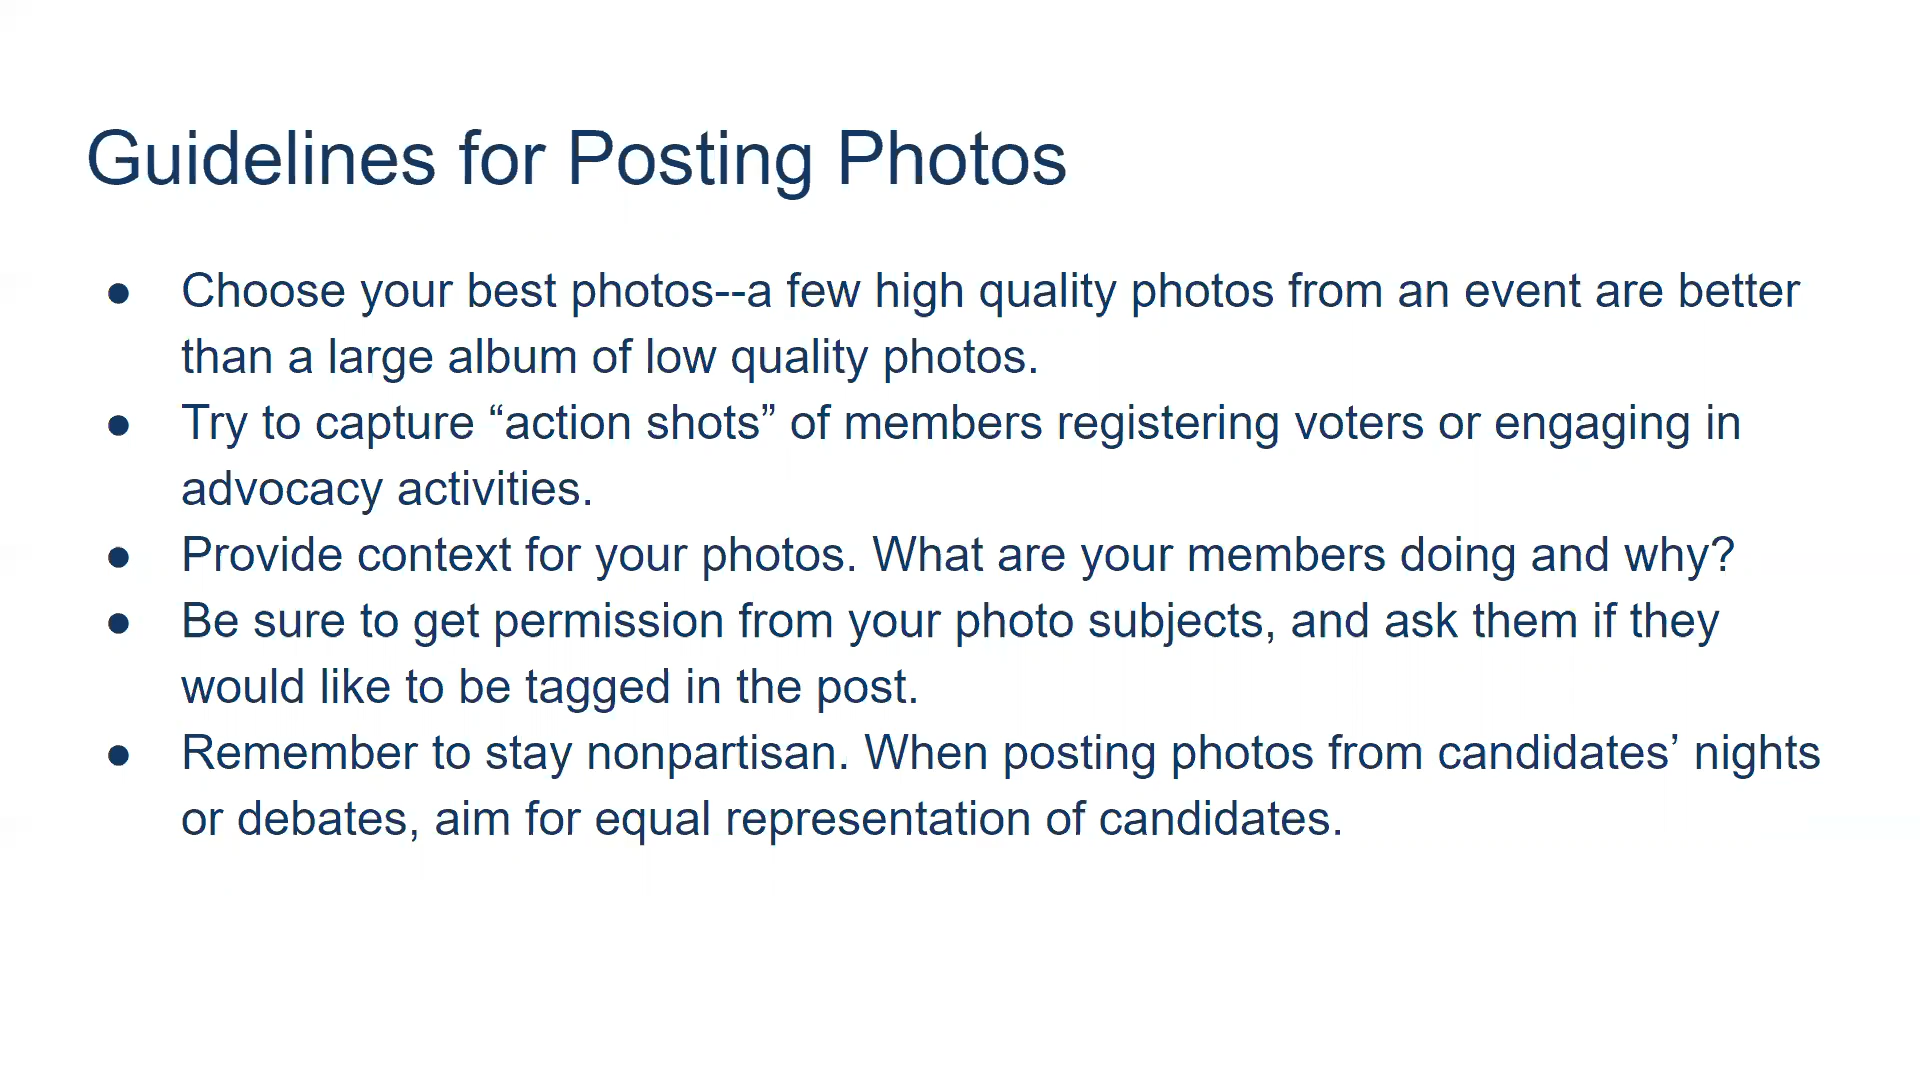 Guidelines for Posting Photos
● Choose your best photos--a few high quality photos from an event are better
than a large album of low quality photos.
● Try to capture “action shots” of members registering voters or engaging in
advocacy activities.
● Provide context for your photos. What are your members doing and why?
● Be sure to get permission from your photo subjects, and ask them if they
would like to be tagged in the post.
● Remember to stay nonpartisan. When posting photos from candidates’ nights
or debates, aim for equal representation of candidates.